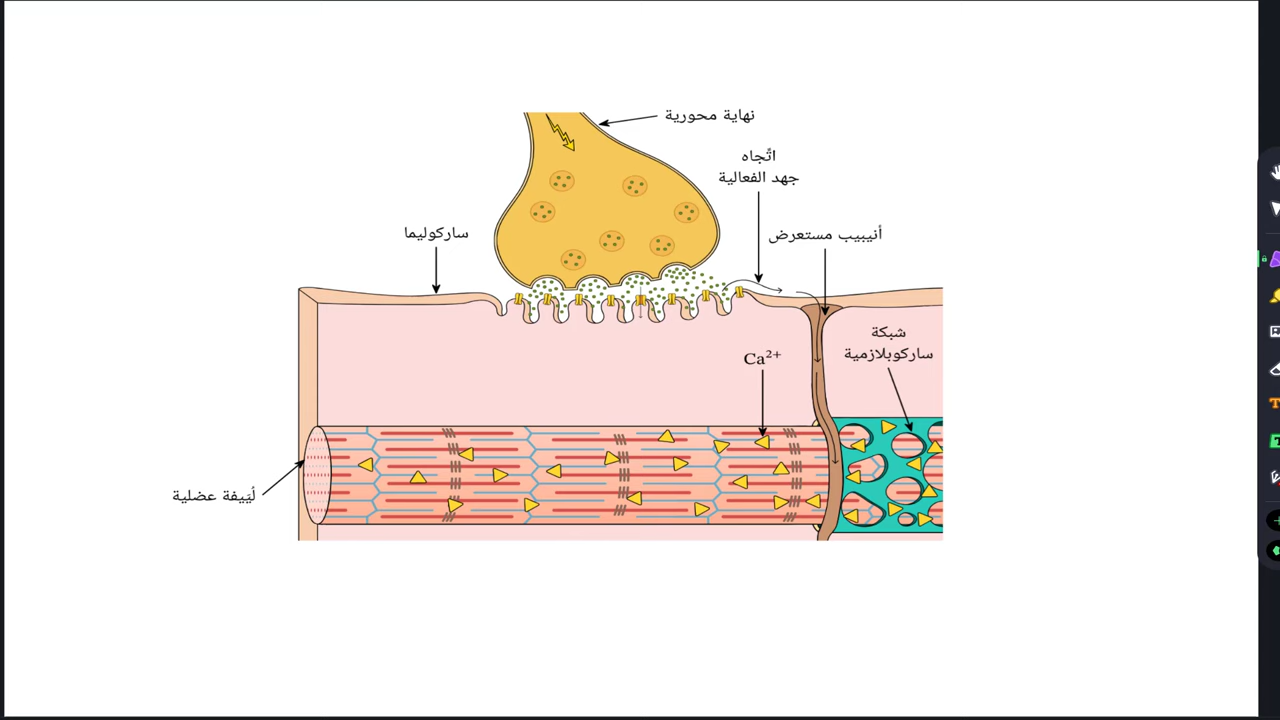 نهاية محورية
اتِّجاه
جهد الفعالية
ساركوليما
أنيبيب مستعرض
شبكة
ساركوبلازمية
Ca²⁺
لُيَيفة عضلية